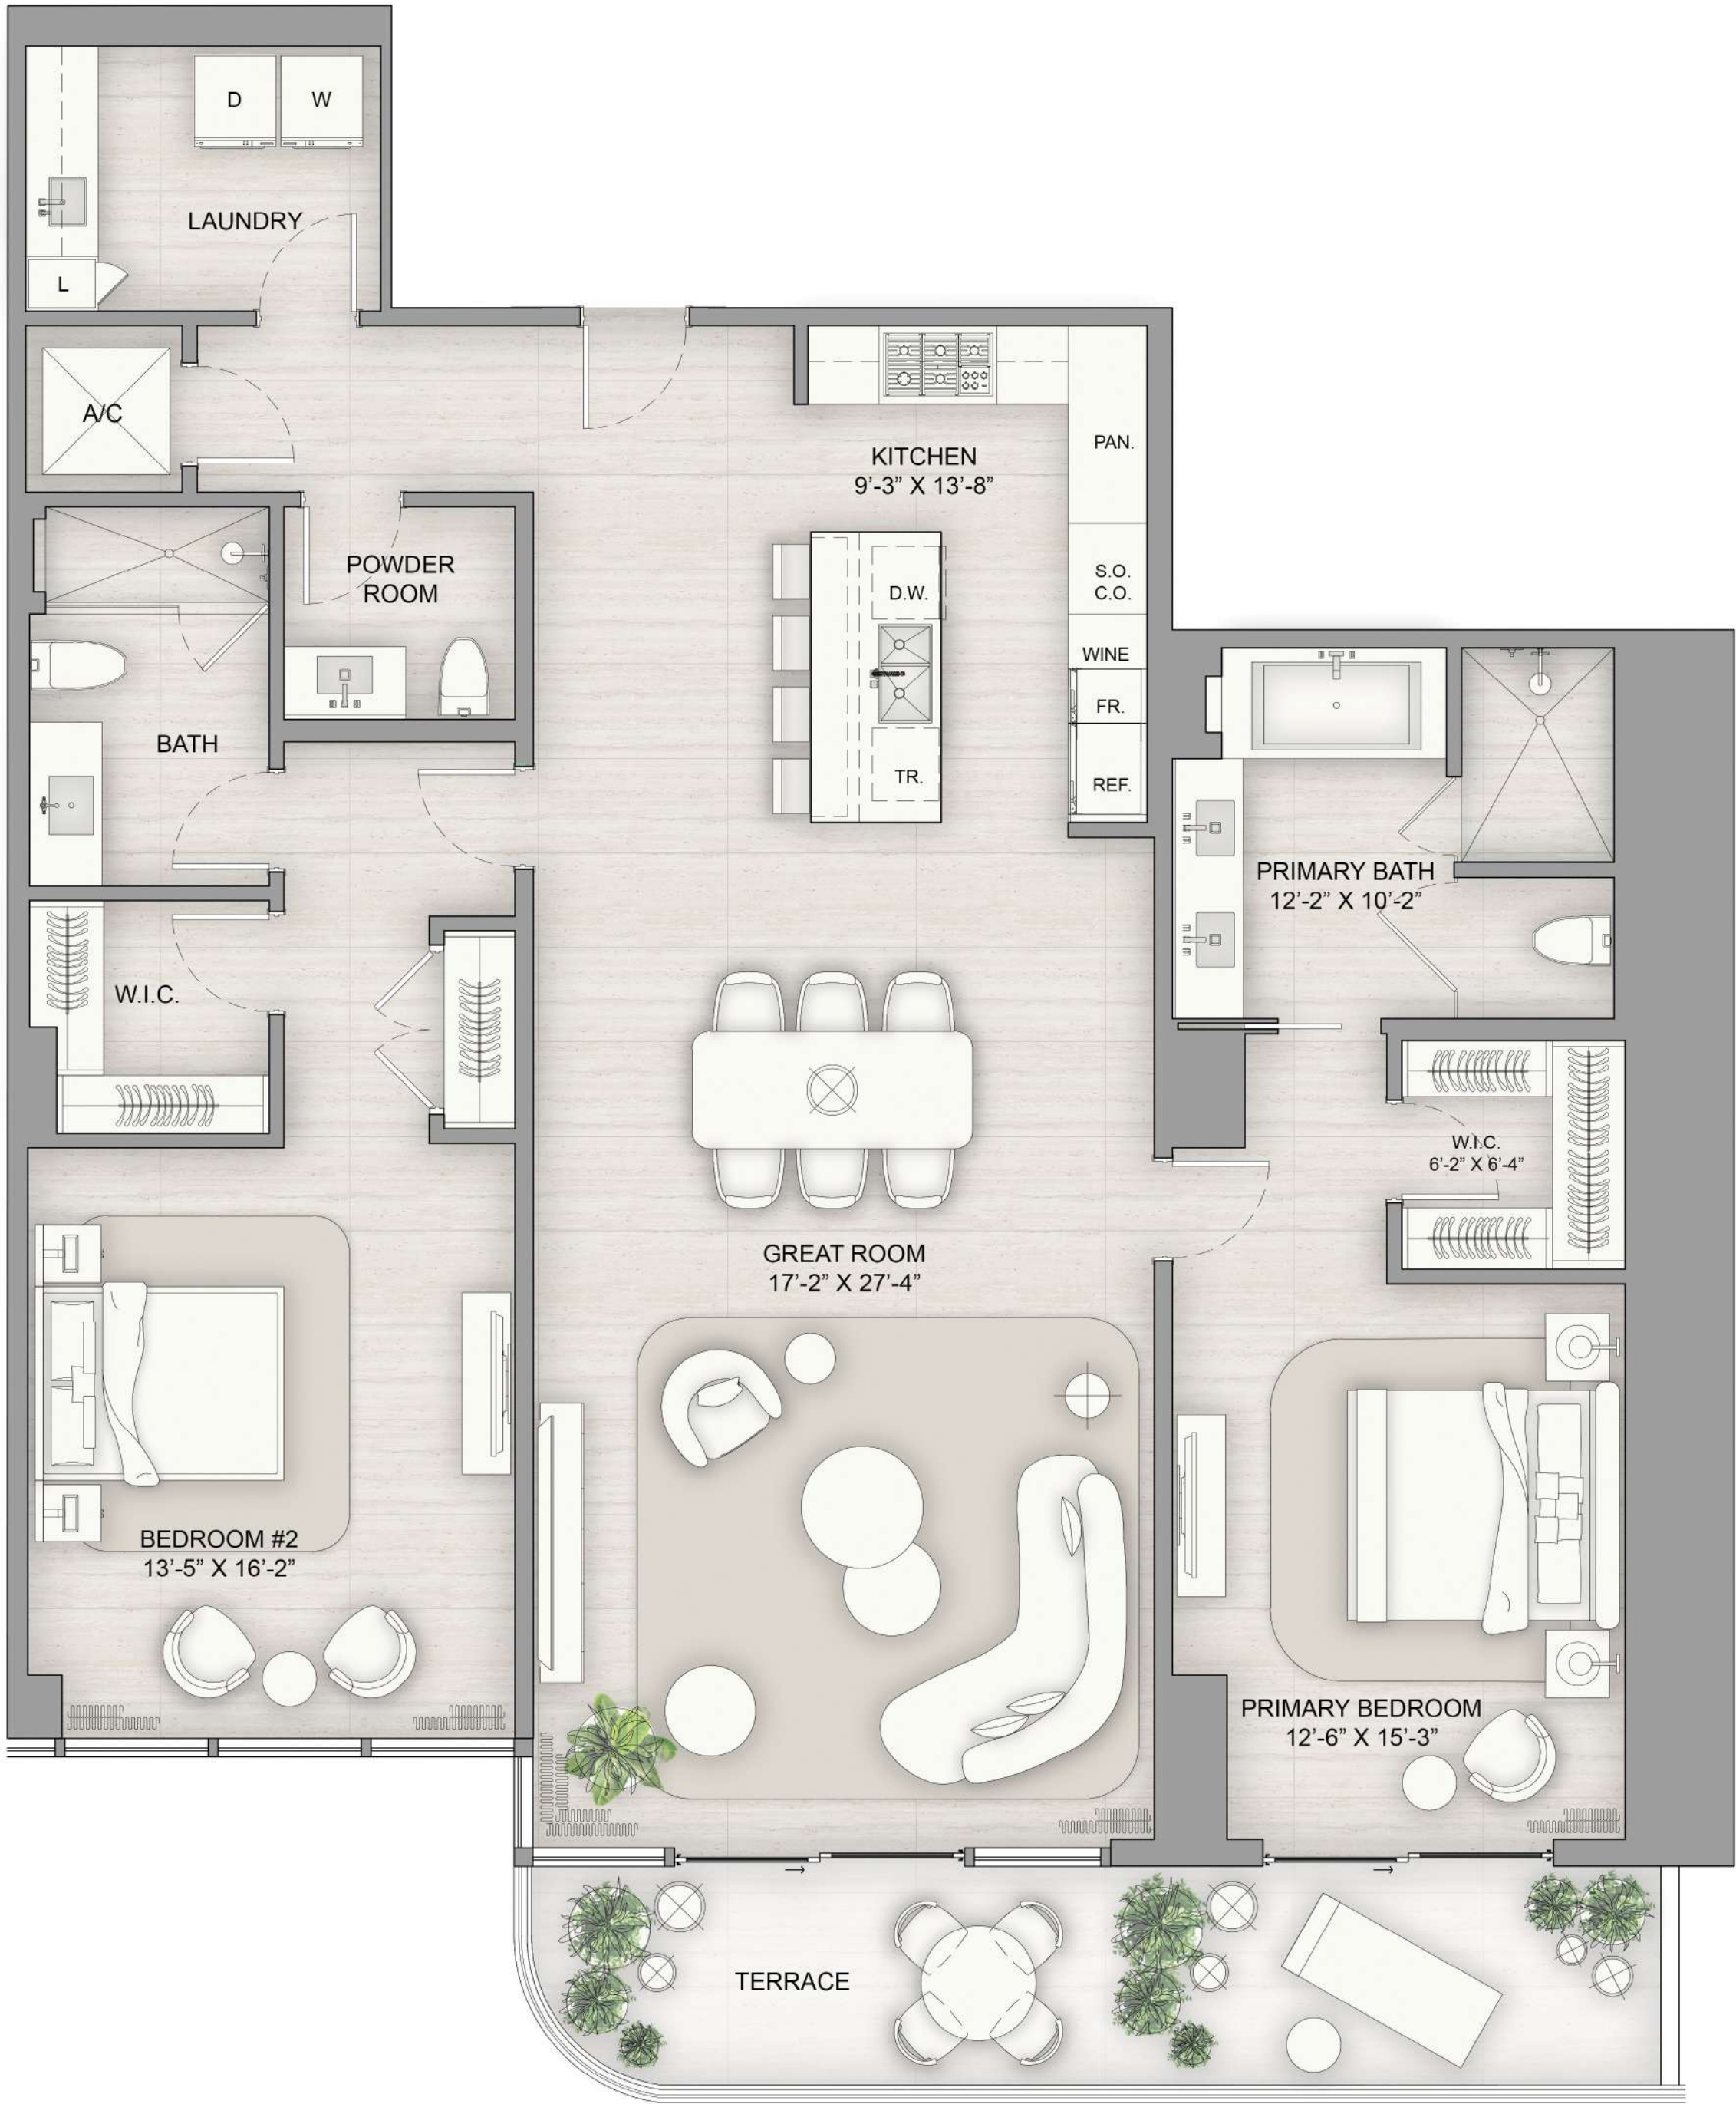 D
W
LAUNDRY
L
A/C
KITCHEN
9'-3” X 13'-8”
PAN.
POWDER
ROOM
S.O.
C.O.
D.W.
WINE
FR.
BATH
TR.
REF.
PRIMARY BATH
12'-2” X 10'-2”
W.I.C.
W.I.C.
6'-2” X 6'-4”
GREAT ROOM
17'-2” X 27'-4”
BEDROOM #2
13'-5” X 16'-2”
PRIMARY BEDROOM
12'-6” X 15'-3”
TERRACE